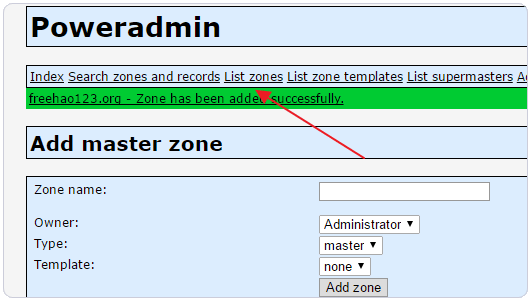 Poweradmin
Index Search zones and records List zones List zone templates List supermasters
freehao123.org - Zone has been added successfully.
Add master zone
Zone name:
Owner: Administrator
Type: master
Template: none
Add zone